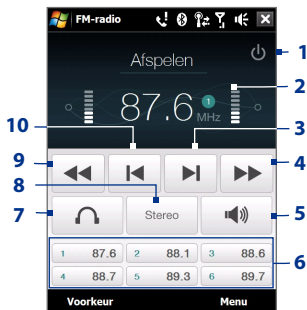 FM-radio
Afspelen
1
2
87.6 1
MHz
10
3
9
4
8
Stereo
7
5
1 87.6 2 88.1 3 88.6
6
4 88.7 5 89.3 6 89.7
Voorkeur Menu